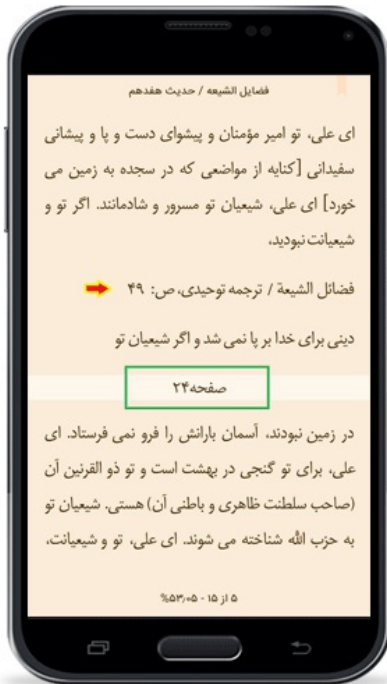 فضایل الشیعه / حدیث هفدهم
ای علی، تو امیر مؤمنان و پیشوای دست و پا و پیشانی
سفیدانی [کنایه از مواضعی که در سجده به زمین می
خورد] ای علی، شیعیان تو مسرور و شادمانند. اگر تو و
شیعیانت نبودید،
فضائل الشیعة / ترجمه توحیدی، ص: ۴۹
دینی برای خدا بر پا نمی شد و اگر شیعیان تو
صفحه۲۴
در زمین نبودند، آسمان بارانش را فرو نمی فرستاد. ای
علی، برای تو گنجی در بهشت است و تو ذو القرنین آن
(صاحب سلطنت ظاهری و باطنی آن) هستی. شیعیان تو
به حزب الله شناخته می شوند. ای علی، تو و شیعیانت،
۵ از ۱۵ - ۵۳٫۰۵%